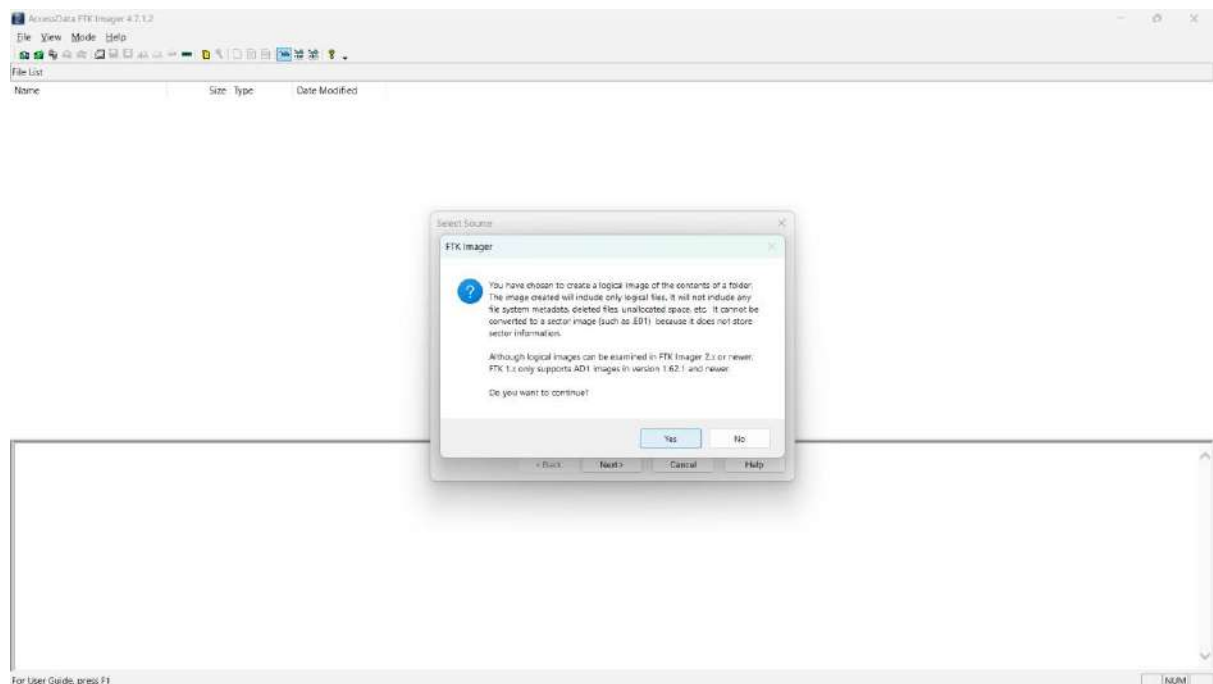 AccessData FTK Imager 4.7.1.2
File View Mode Help
File List
Name Size Type Date Modified
Select Source
FTK Imager
You have chosen to create a logical image of the contents of a folder.
The image created will include only logical files. It will not include any
file system metadata, deleted files, unallocated space, etc. It cannot be
converted to a sector image (such as .E01) because it does not store
sector information.
Although logical images can be examined in FTK Imager 2.x or newer,
FTK 1.x only supports AD1 images in version 1.62.1 and newer.
Do you want to continue?
Yes No
< Back Next > Cancel Help
For User Guide, press F1
NUM